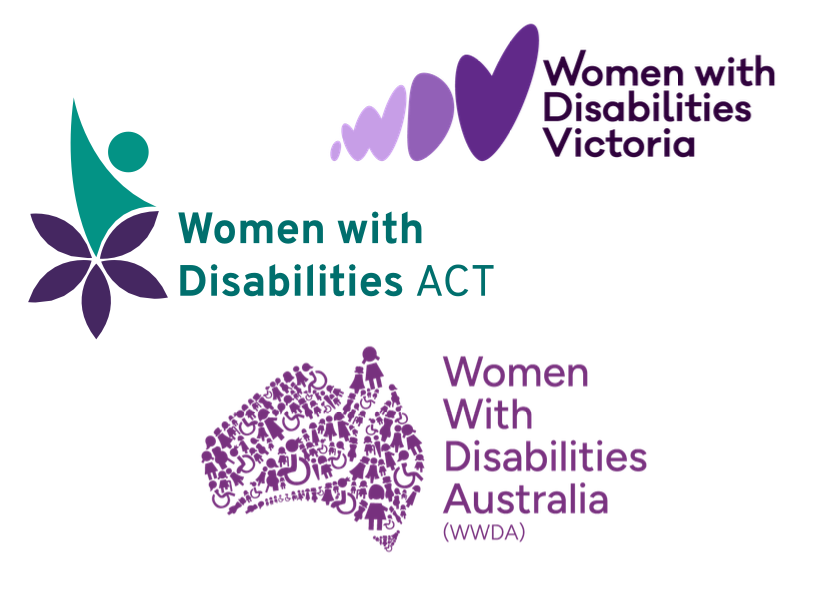 Women with
Disabilities
Victoria
Women with
Disabilities ACT
Women
With
Disabilities
Australia
(WWDA)